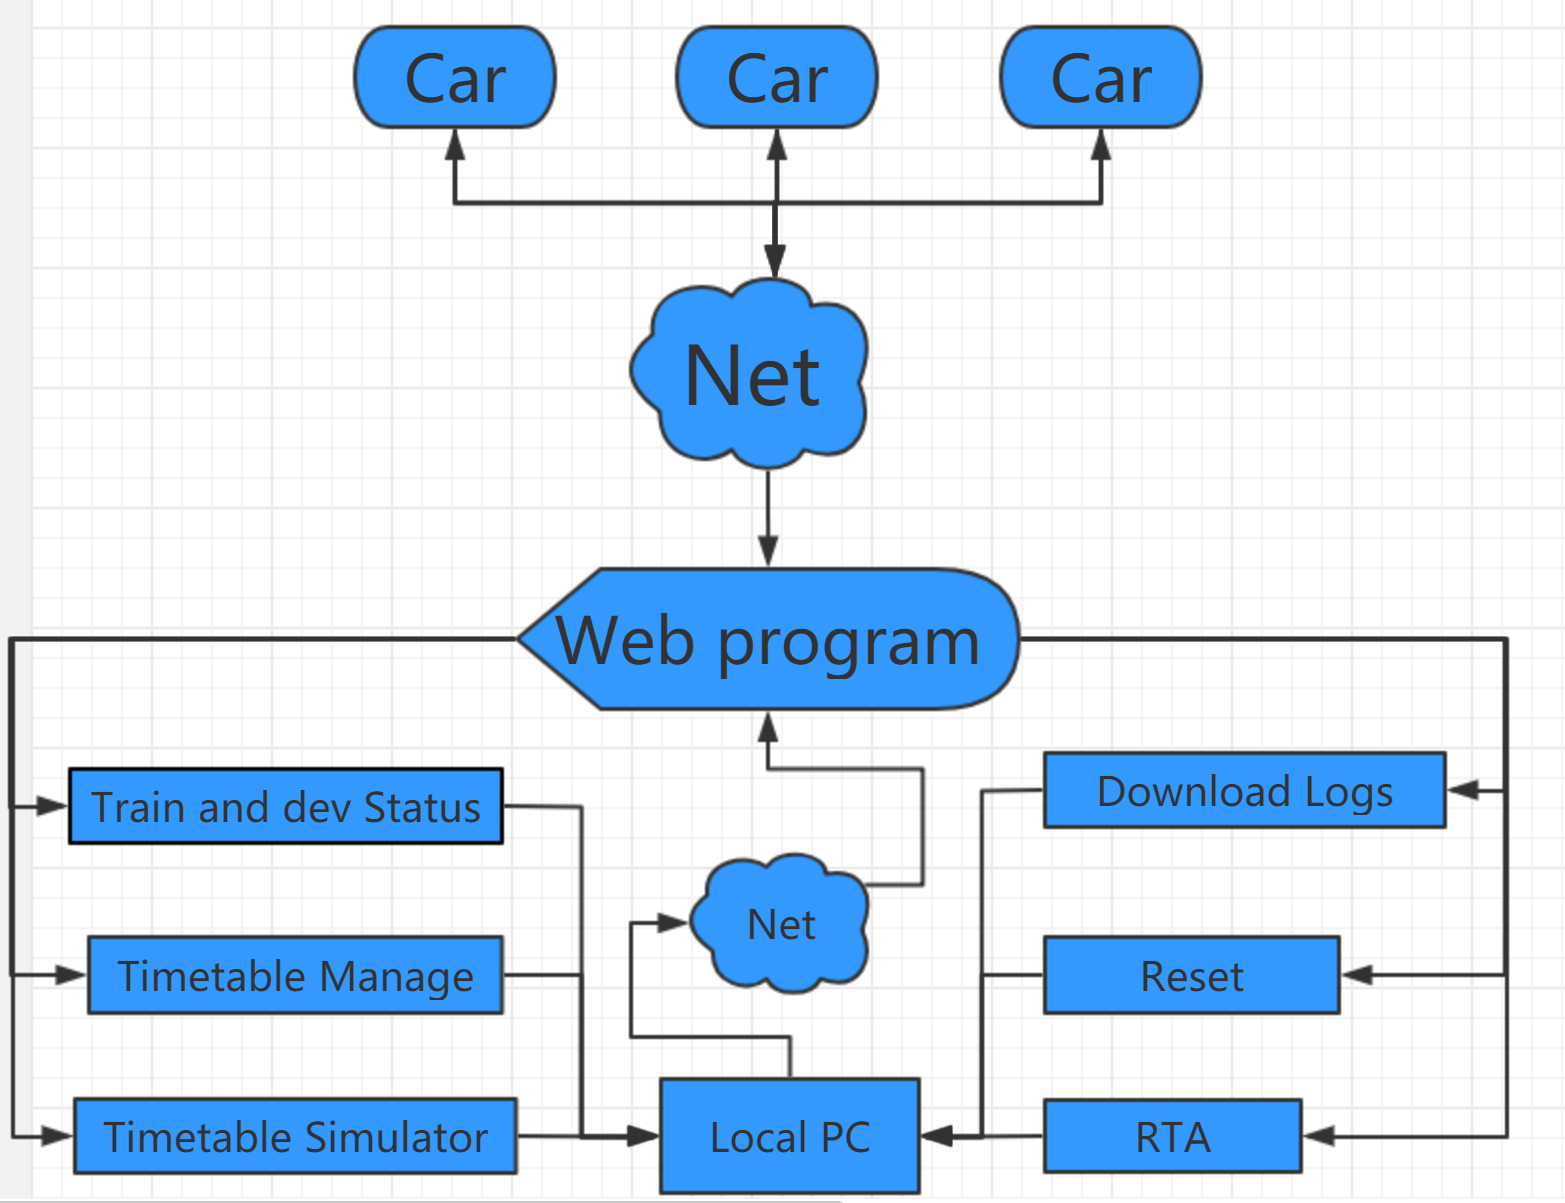 Car
Car
Car
Net
Web program
Train and dev Status
Download Logs
Net
Timetable Manage
Reset
Timetable Simulator
Local PC
RTA